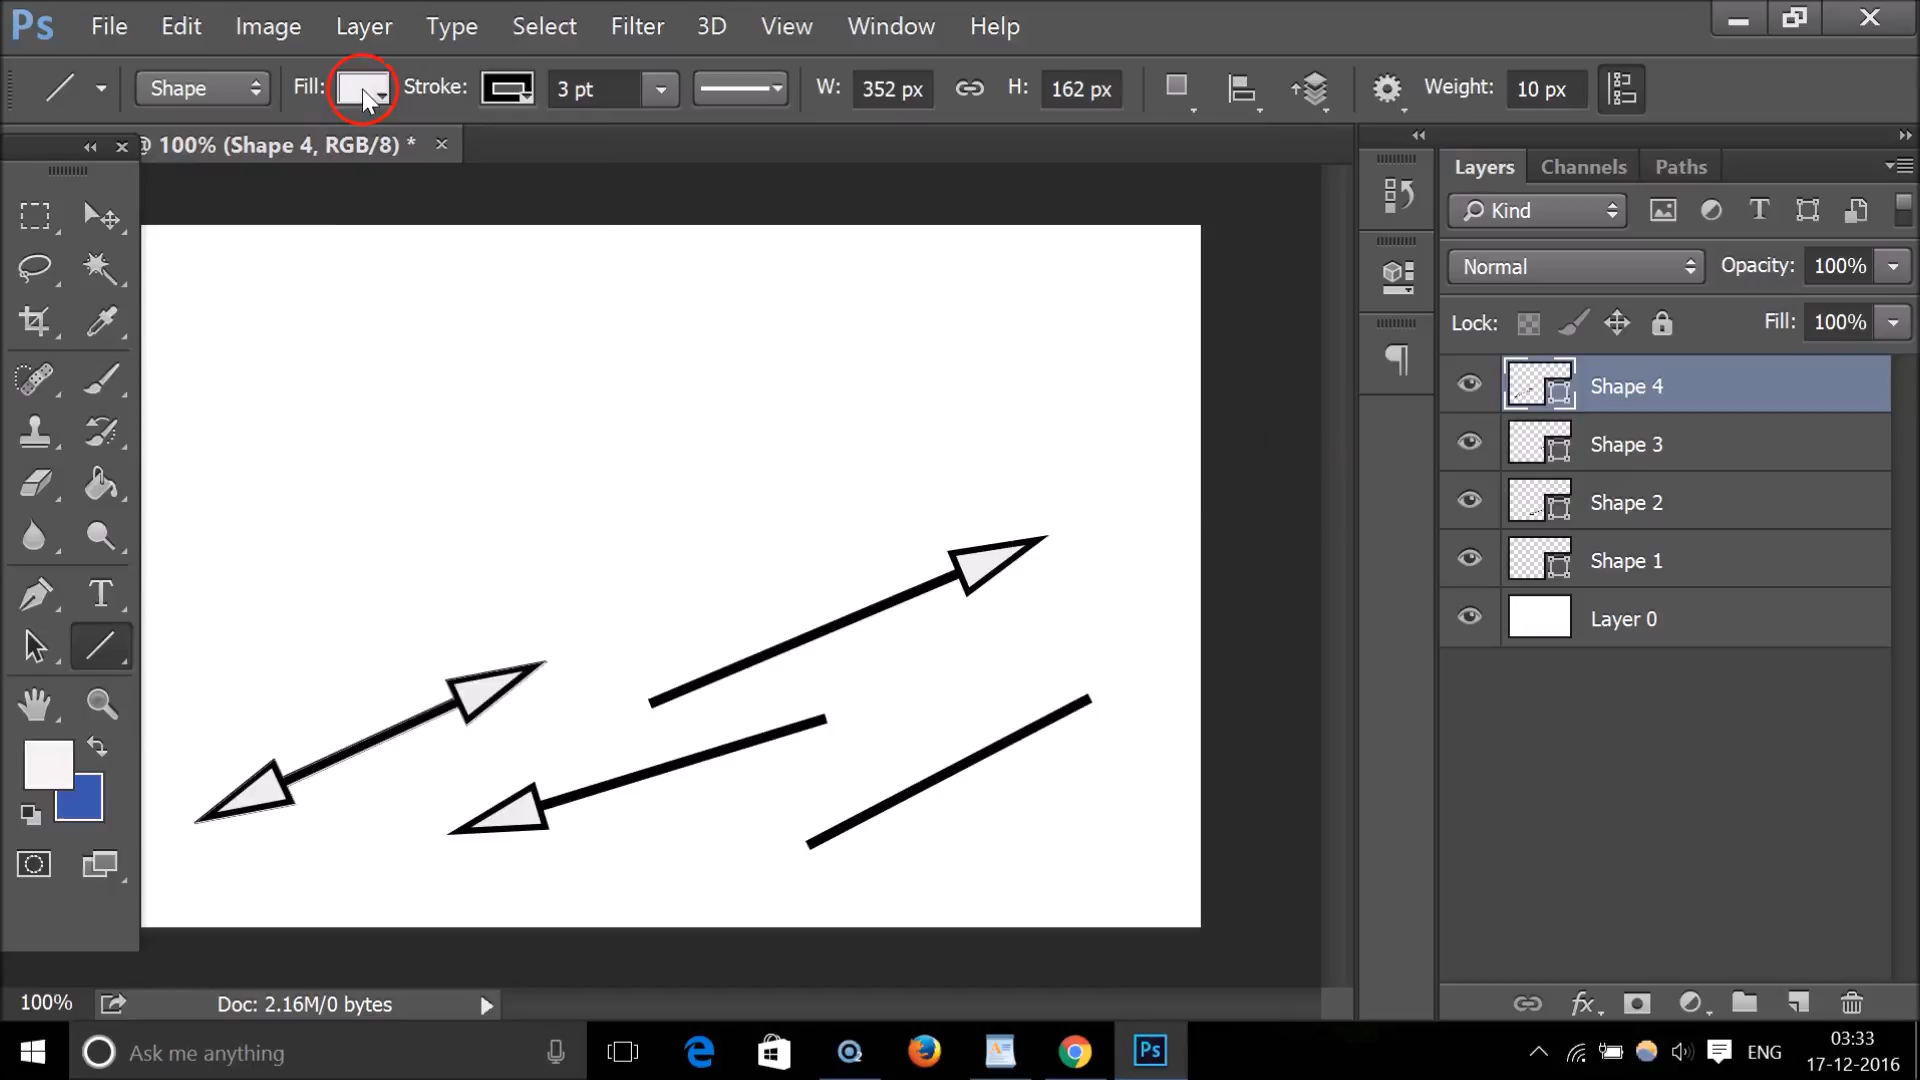 Ps File Edit Image Layer Type Select Filter 3D View Window Help
Shape Fill: Stroke: 3 pt W: 352 px H: 162 px Weight: 10 px
@ 100% (Shape 4, RGB/8) *
Layers Channels Paths
Kind
Normal Opacity: 100%
Lock: Fill: 100%
Shape 4
Shape 3
Shape 2
Shape 1
Layer 0
100% Doc: 2.16M/0 bytes
fx
Ask me anything Ps ENG 03:33
17-12-2016